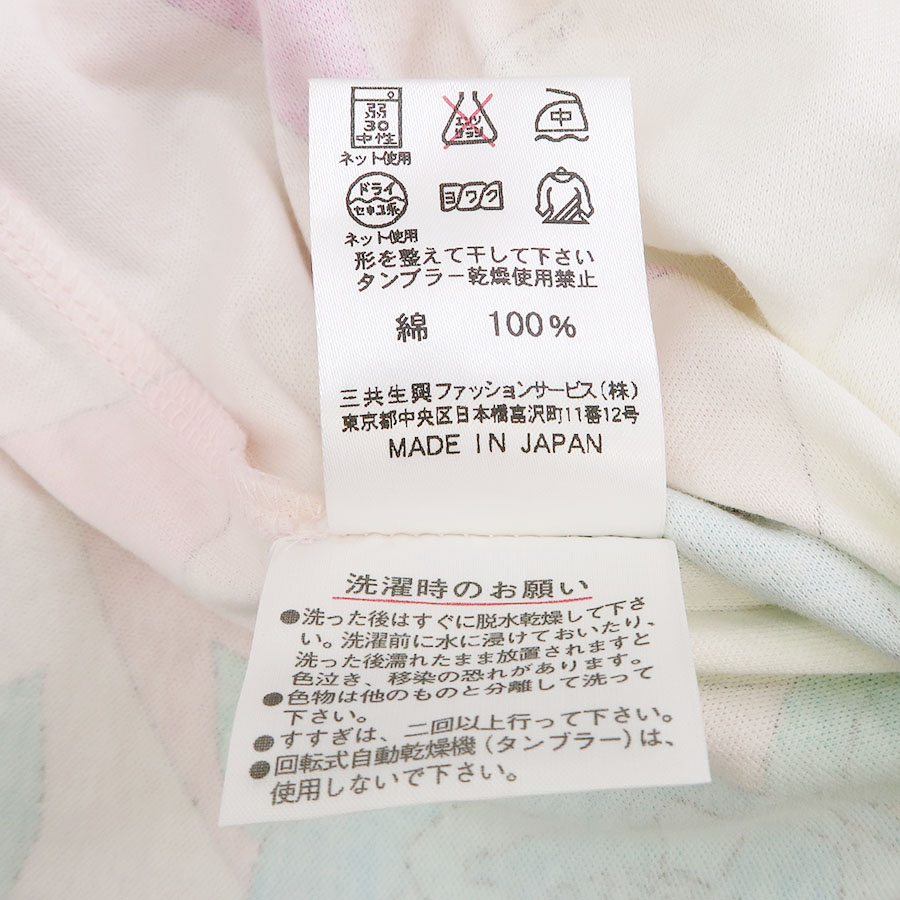 弱
30
中性
ネット使用
エンソ
サラシ
中
ドライ
セキユ系
ネット使用
ヨワク
形を整えて干して下さい
タンブラー乾燥使用禁止
綿 100%
三共生興ファッションサービス(株)
東京都中央区日本橋富沢町11番12号
MADE IN JAPAN
洗濯時のお願い
●洗った後はすぐに脱水乾燥して下さ
い。洗濯前に水に浸けておいたり、
洗った後濡れたまま放置されますと
色泣き、移染の恐れがあります。
●色物は他のものと分離して洗って
下さい。
●すすぎは、二回以上行って下さい。
●回転式自動乾燥機(タンブラー)は、
使用しないで下さい。